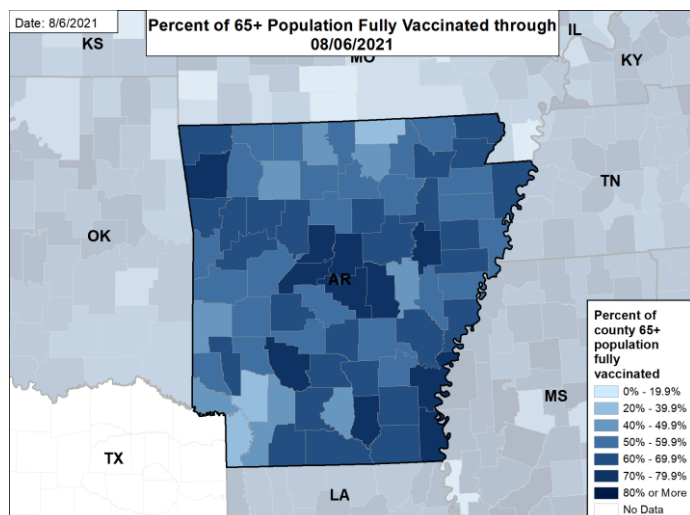 Date: 8/6/2021
Percent of 65+ Population Fully Vaccinated through
08/06/2021
IL
KS
MO
KY
TN
OK
AR
MS
TX
LA
Percent of
county 65+
population
fully
vaccinated
0% - 19.9%
20% - 39.9%
40% - 49.9%
50% - 59.9%
60% - 69.9%
70% - 79.9%
80% or More
No Data